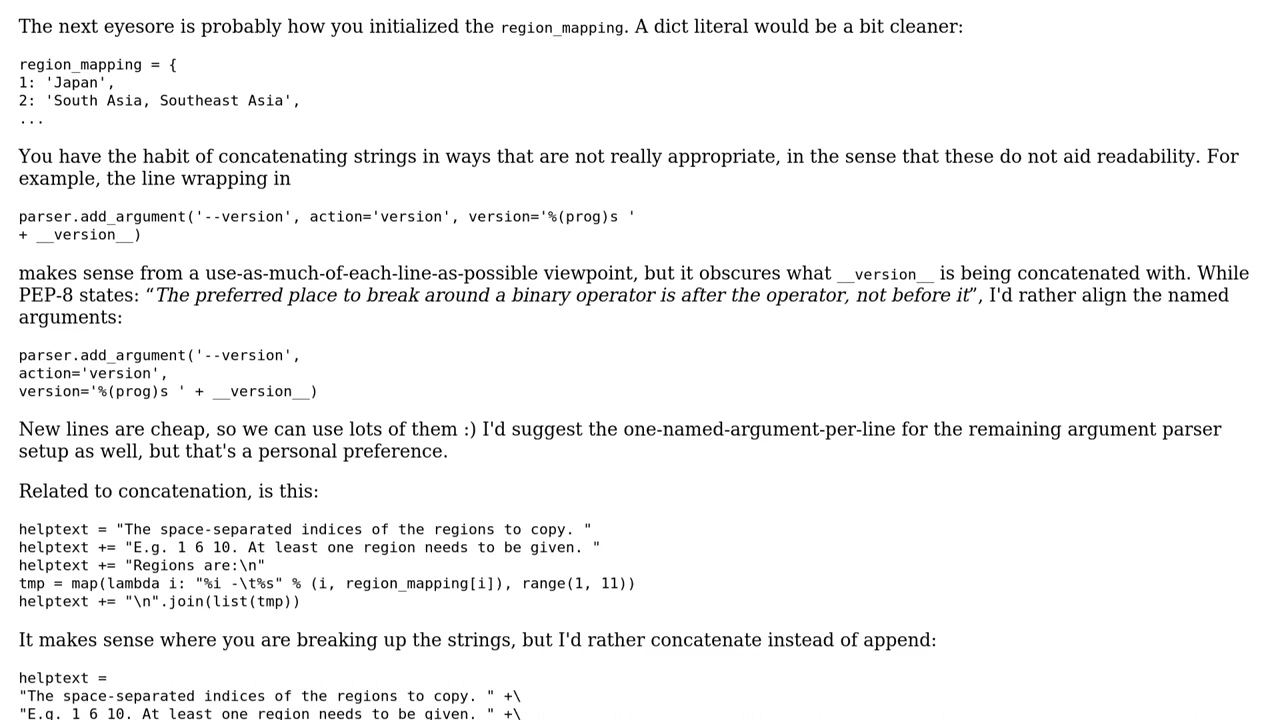 The next eyesore is probably how you initialized the region_mapping. A dict literal would be a bit cleaner:
region_mapping = {
1: 'Japan',
2: 'South Asia, Southeast Asia',
...
You have the habit of concatenating strings in ways that are not really appropriate, in the sense that these do not aid readability. For
example, the line wrapping in
parser.add_argument('--version', action='version', version='%(prog)s '
+ __version__)
makes sense from a use-as-much-of-each-line-as-possible viewpoint, but it obscures what __version__ is being concatenated with. While
PEP-8 states: “The preferred place to break around a binary operator is after the operator, not before it”, I'd rather align the named
arguments:
parser.add_argument('--version',
action='version',
version='%(prog)s ' + __version__)
New lines are cheap, so we can use lots of them :) I'd suggest the one-named-argument-per-line for the remaining argument parser
setup as well, but that's a personal preference.
Related to concatenation, is this:
helptext = "The space-separated indices of the regions to copy. "
helptext += "E.g. 1 6 10. At least one region needs to be given. "
helptext += "Regions are:\n"
tmp = map(lambda i: "%i -\t%s" % (i, region_mapping[i]), range(1, 11))
helptext += "\n".join(list(tmp))
It makes sense where you are breaking up the strings, but I'd rather concatenate instead of append:
helptext =
"The space-separated indices of the regions to copy. " +\
"E.g. 1 6 10. At least one region needs to be given. " +\